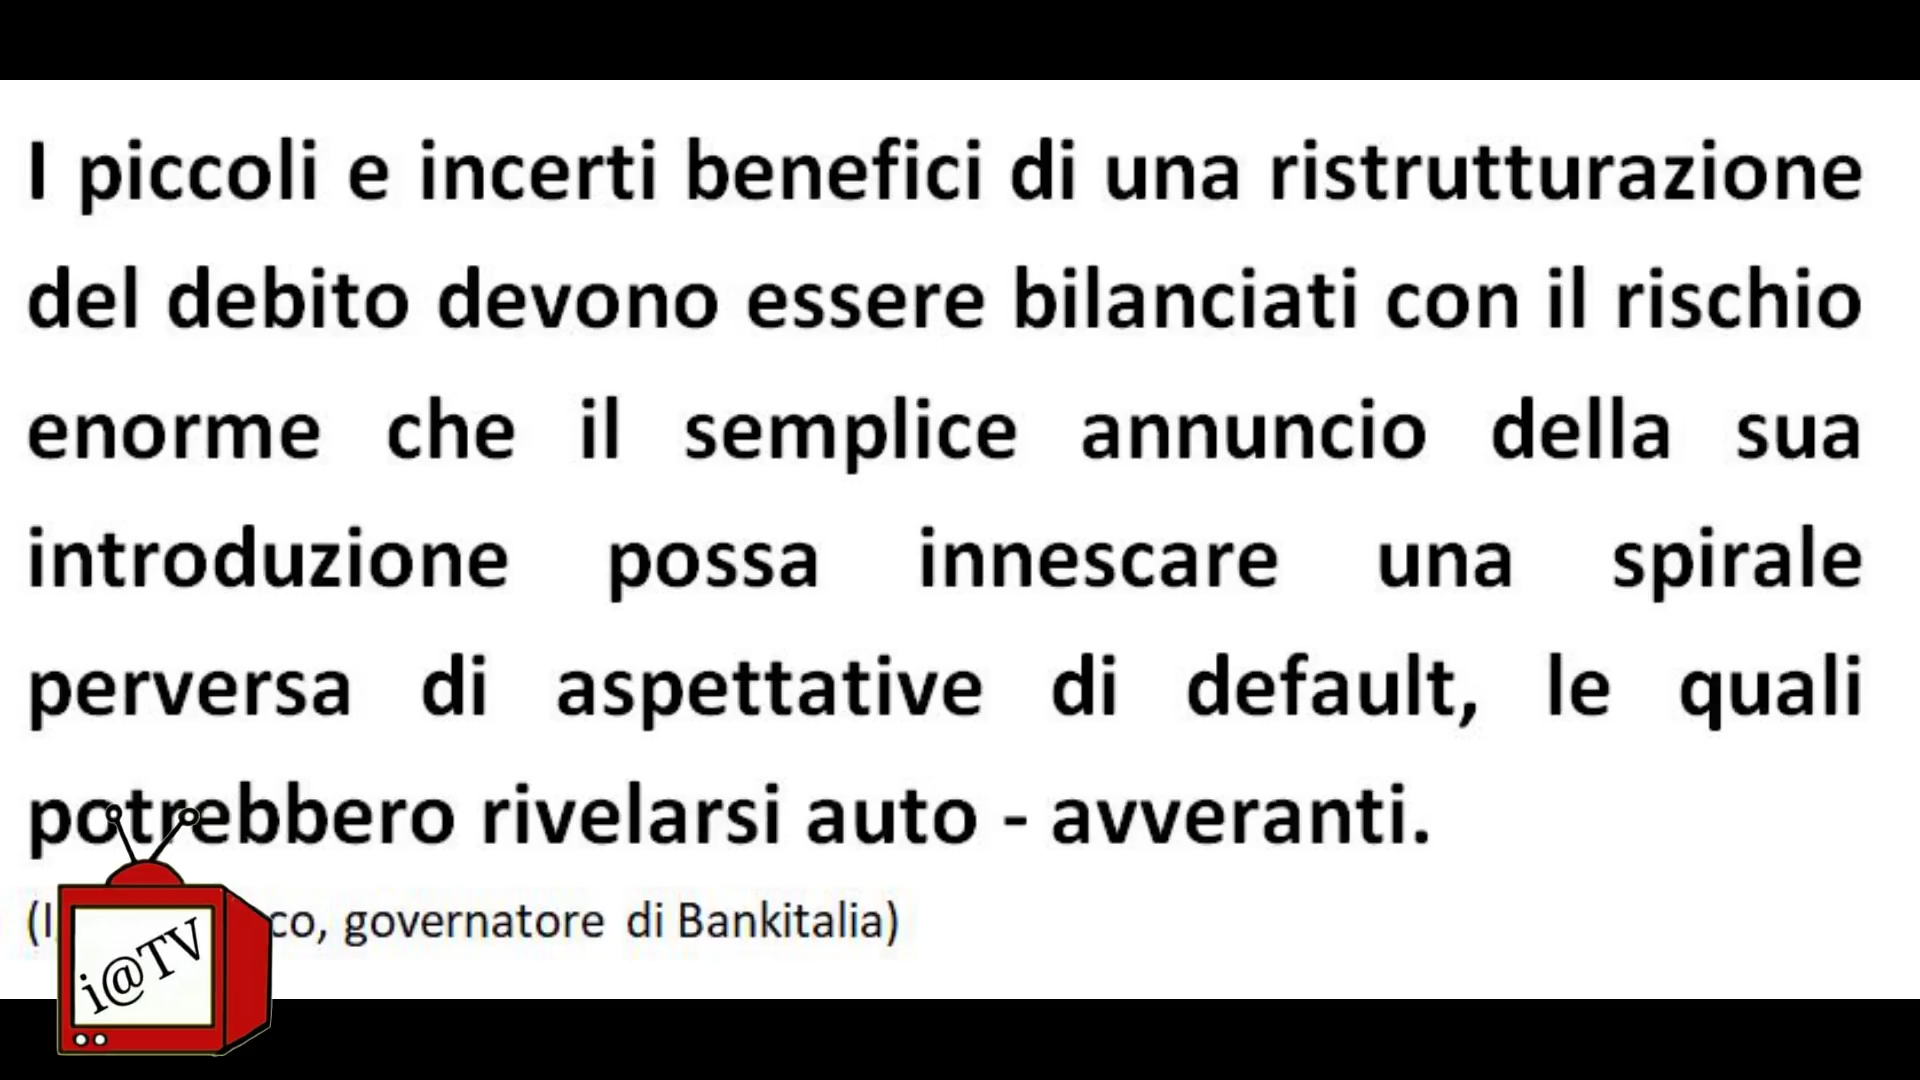 I piccoli e incerti benefici di una ristrutturazione
del debito devono essere bilanciati con il rischio
enorme che il semplice annuncio della sua
introduzione possa innescare una spirale
perversa di aspettative di default, le quali
potrebbero rivelarsi auto - avveranti.
co, governatore di Bankitalia)
i@TV